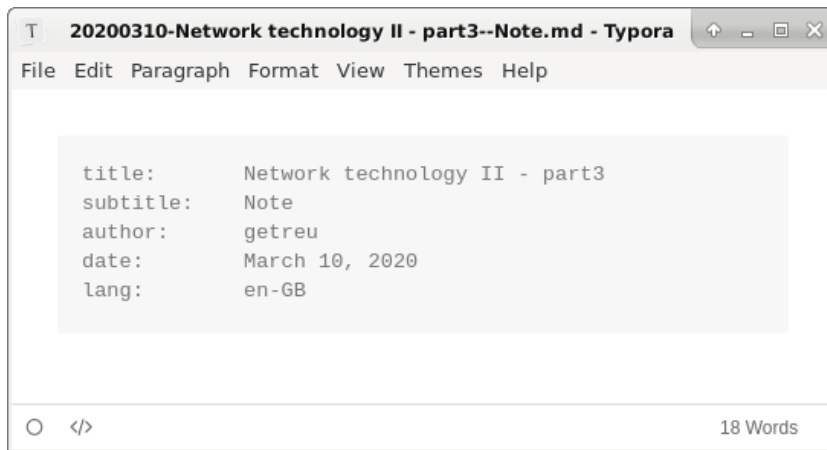 T 20200310-Network technology II - part3--Note.md - Typora
File Edit Paragraph Format View Themes Help
title: Network technology II - part3
subtitle: Note
author: getreu
date: March 10, 2020
lang: en-GB
</> 18 Words